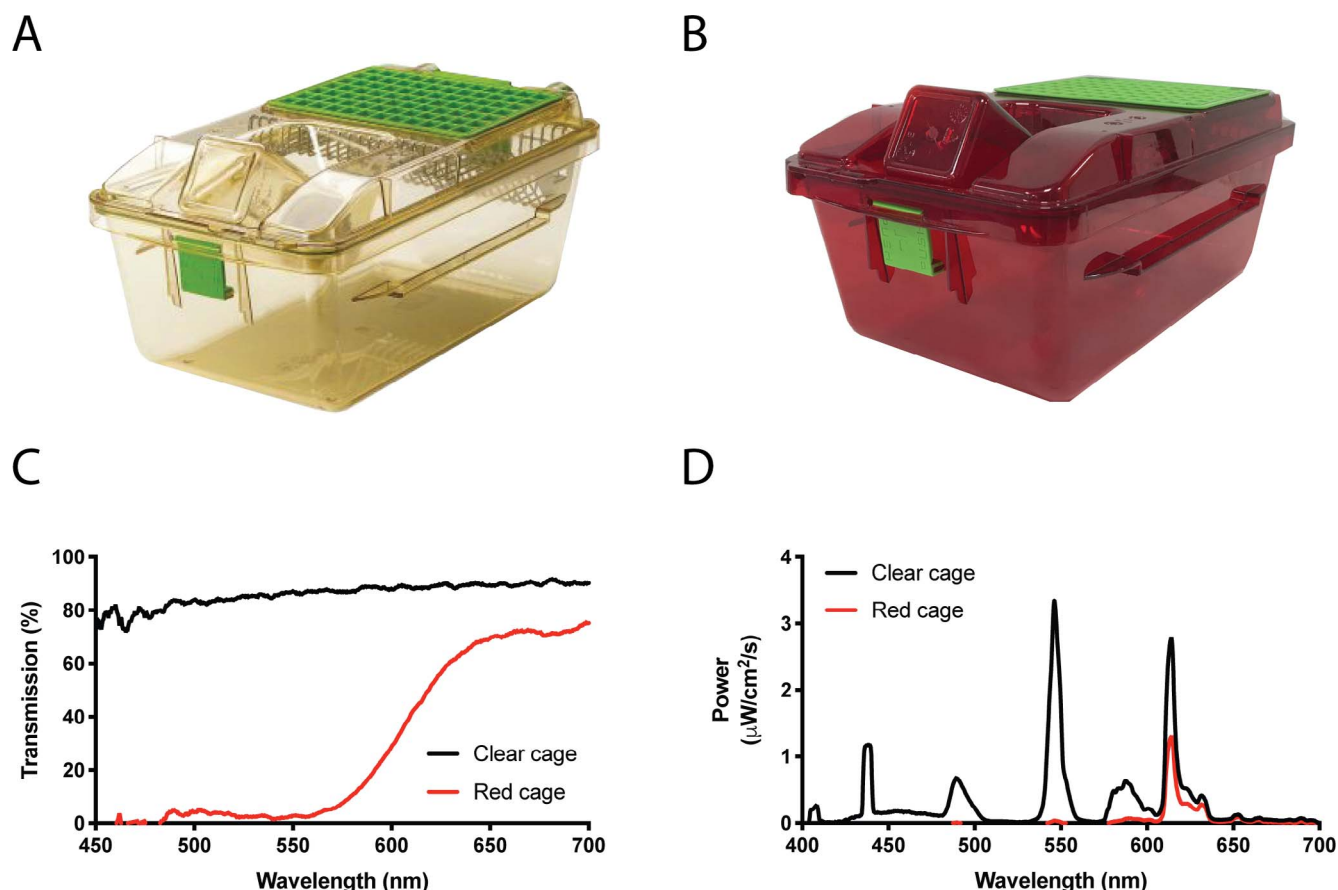 A
B
C
100
80
60
40
20
0
Transmission (%)
Clear cage
Red cage
450
500
550
600
650
700
Wavelength (nm)
D
4
3
2
1
0
Power
(μW/cm²/s)
Clear cage
Red cage
400
450
500
550
600
650
700
Wavelength (nm)